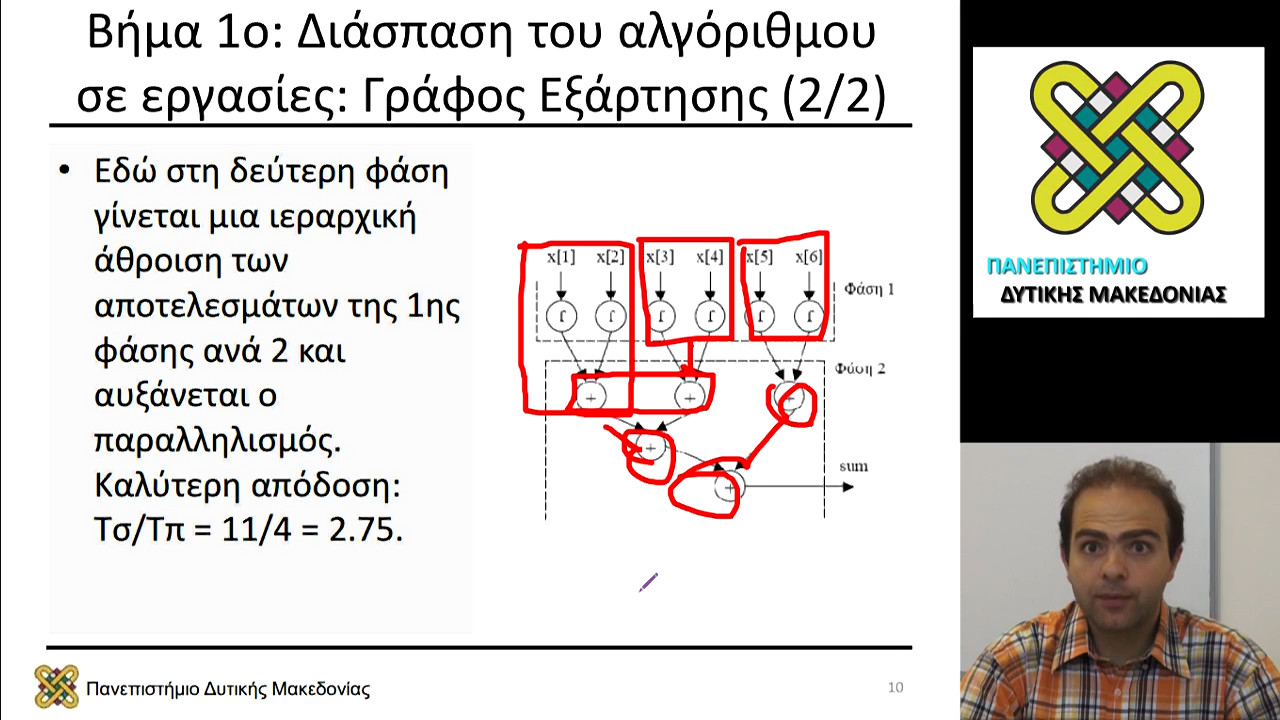 Βήμα 1ο: Διάσπαση του αλγόριθμου
σε εργασίες: Γράφος Εξάρτησης (2/2)
• Εδώ στη δεύτερη φάση
γίνεται μια ιεραρχική
άθροιση των
αποτελεσμάτων της 1ης
φάσης ανά 2 και
αυξάνεται ο
παραλληλισμός.
Καλύτερη απόδοση:
Τσ/Τπ = 11/4 = 2.75.
x[1] x[2] x[3] x[4] x[5] x[6]
Φάση 1
f f f f f f
Φάση 2
+ + +
+
sum
+
ΠΑΝΕΠΙΣΤΗΜΙΟ
ΔΥΤΙΚΗΣ ΜΑΚΕΔΟΝΙΑΣ
Πανεπιστήμιο Δυτικής Μακεδονίας
10